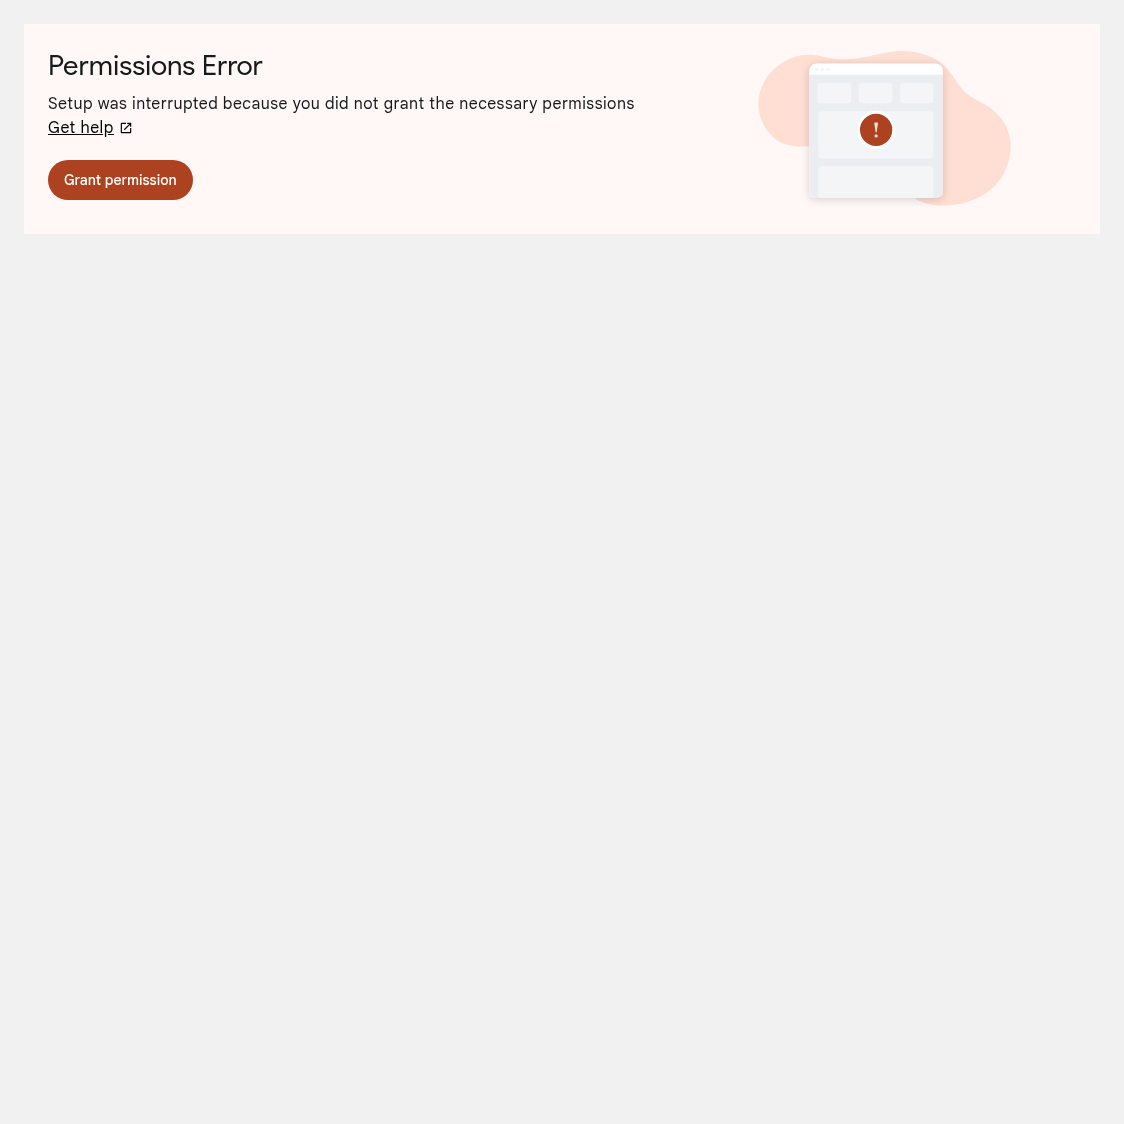 Permissions Error
Setup was interrupted because you did not grant the necessary permissions
Get help
Grant permission
!